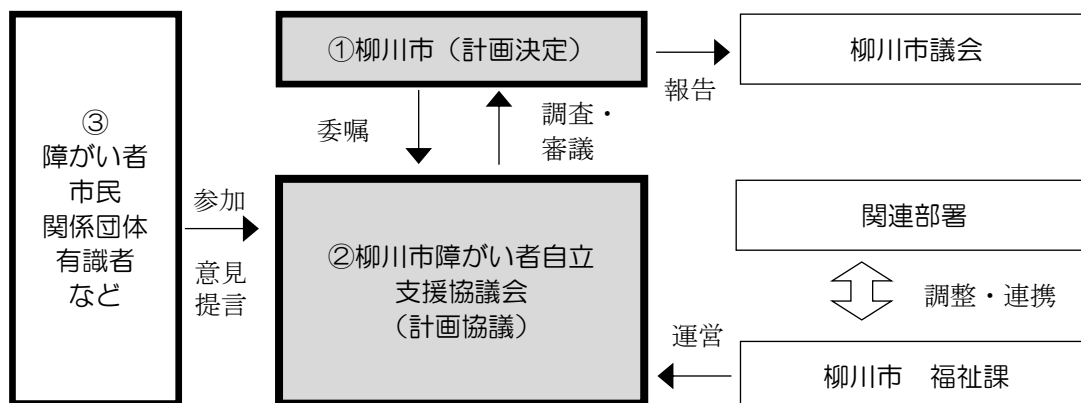 ①柳川市（計画決定）
報告
柳川市議会
委嘱
調査・
審議
③
障がい者
市民
関係団体
有識者
など
参加
意見
提言
②柳川市障がい者自立
支援協議会
（計画協議）
関連部署
調整・連携
運営
柳川市　福祉課